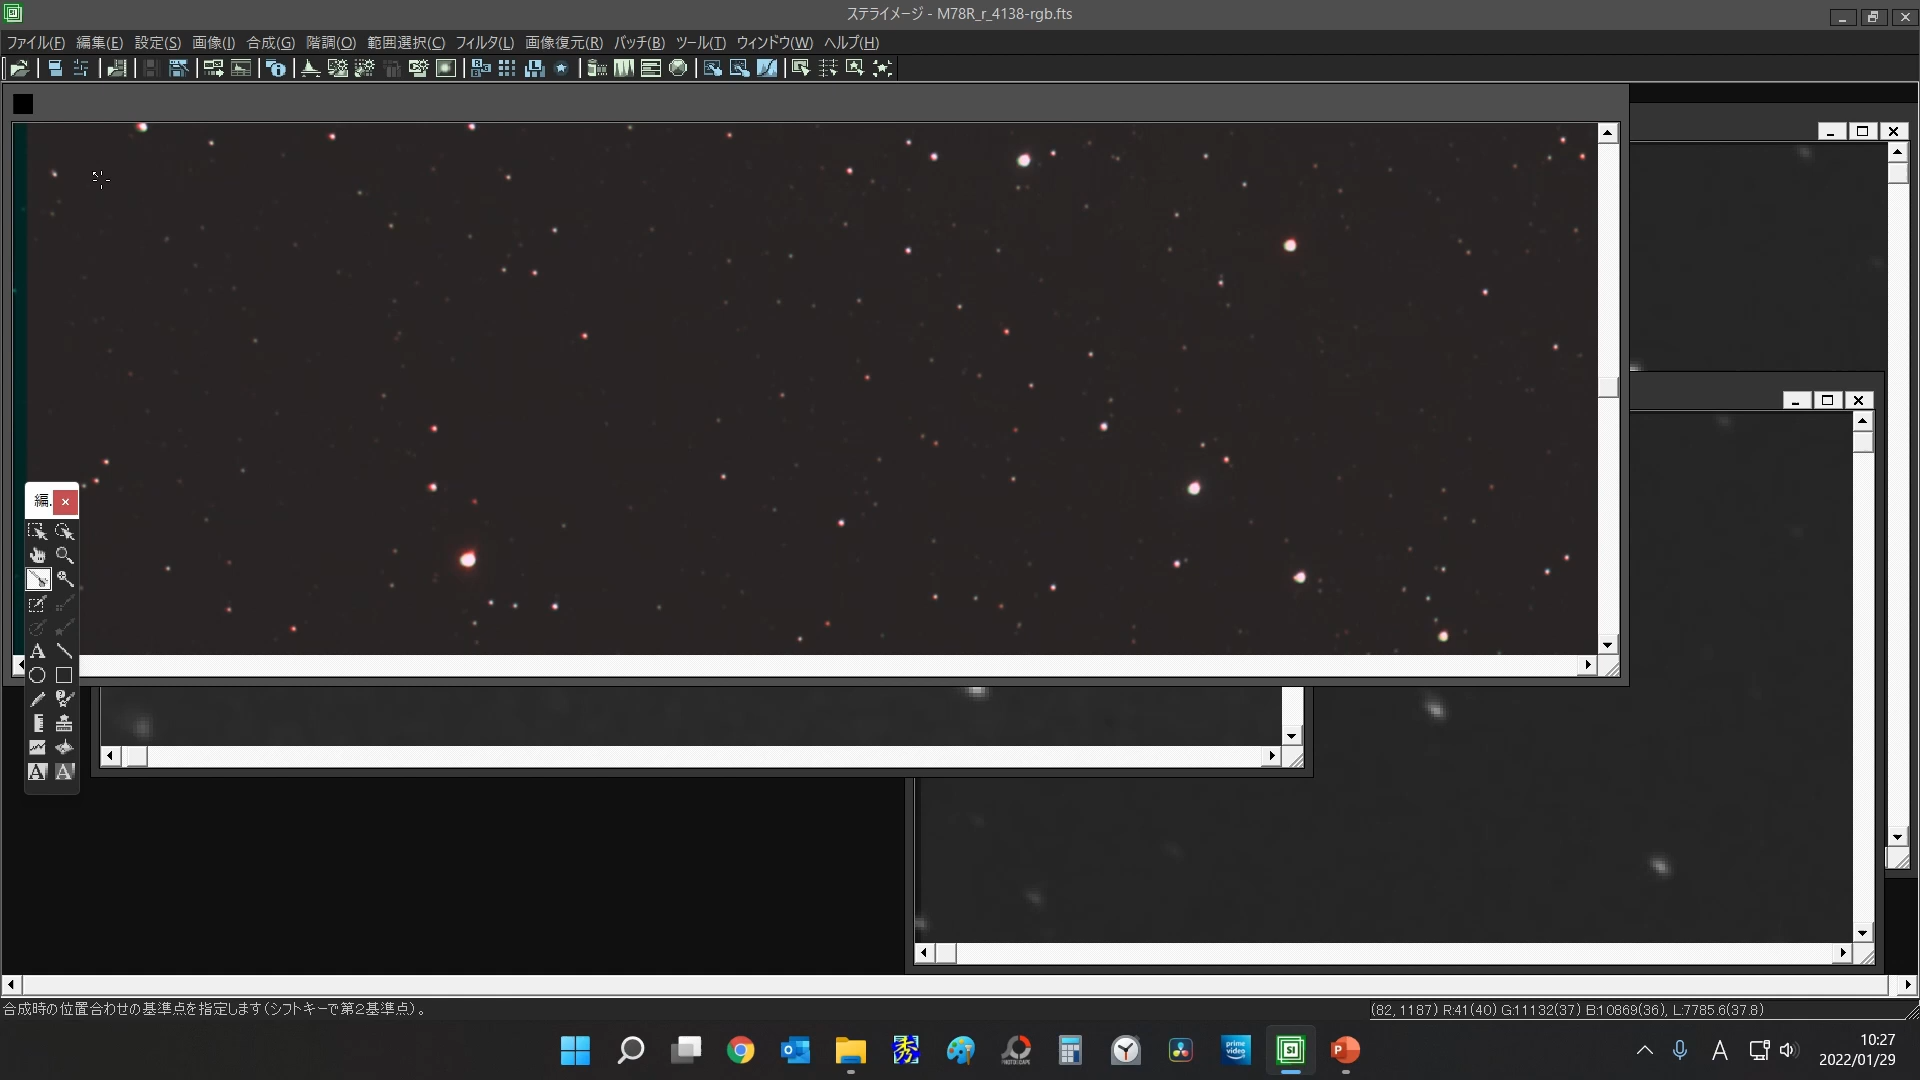 ステライメージ - M78R_r_4138-rgb.fts
ファイル(F) 編集(E) 設定(S) 画像(I) 合成(G) 階調(O) 範囲選択(C) フィルタ(L) 画像復元(R) バッチ(B) ツール(T) ウィンドウ(W) ヘルプ(H)
編.
A
A A
合成時の位置合わせの基準点を指定します(シフトキーで第2基準点)。
(82, 1187) R:41(40) G:11132(37) B:10869(36), L:7785.6(37.8)
秀
prime video
SI
A
10:27
2022/01/29